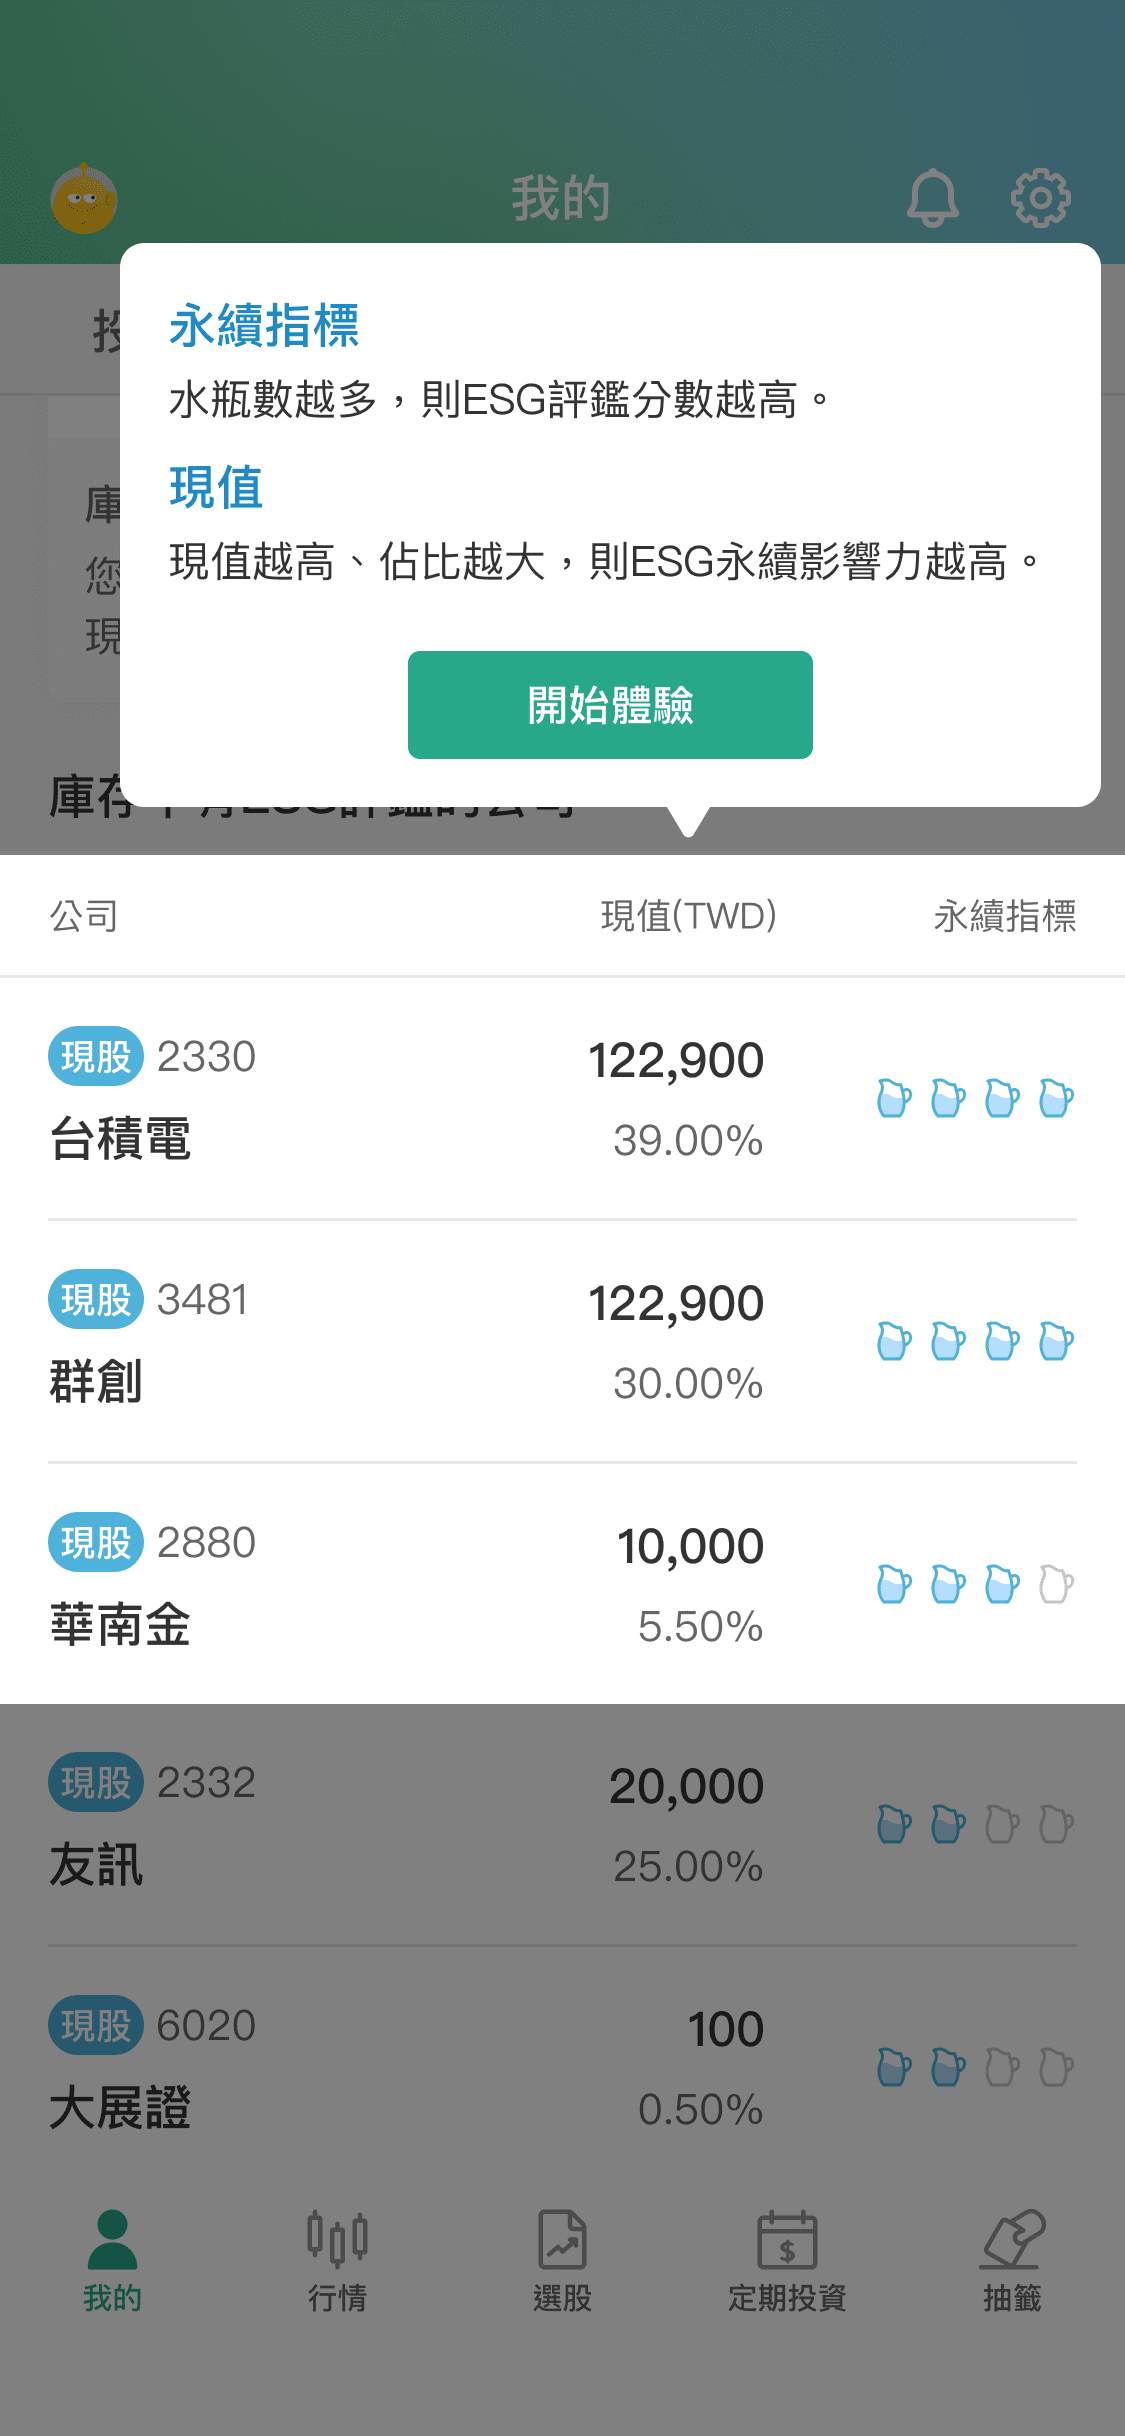 我的
永續指標
水瓶數越多，則ESG評鑑分數越高。
現值
現值越高、佔比越大，則ESG永續影響力越高。
開始體驗
投
庫
您
現
庫存
公司 現值(TWD) 永續指標
現股 2330 122,900
台積電 39.00%
現股 3481 122,900
群創 30.00%
現股 2880 10,000
華南金 5.50%
現股 2332 20,000
友訊 25.00%
現股 6020 100
大展證 0.50%
我的 行情 選股 定期投資 抽籤